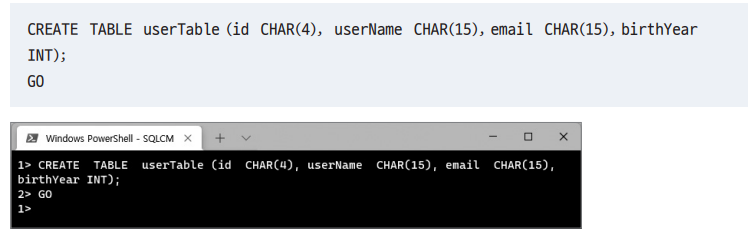 CREATE TABLE userTable (id CHAR(4), userName CHAR(15), email CHAR(15), birthYear
INT);
GO
Windows PowerShell - SQLCM
1> CREATE TABLE userTable (id CHAR(4), userName CHAR(15), email CHAR(15),
birthYear INT);
2> GO
1>